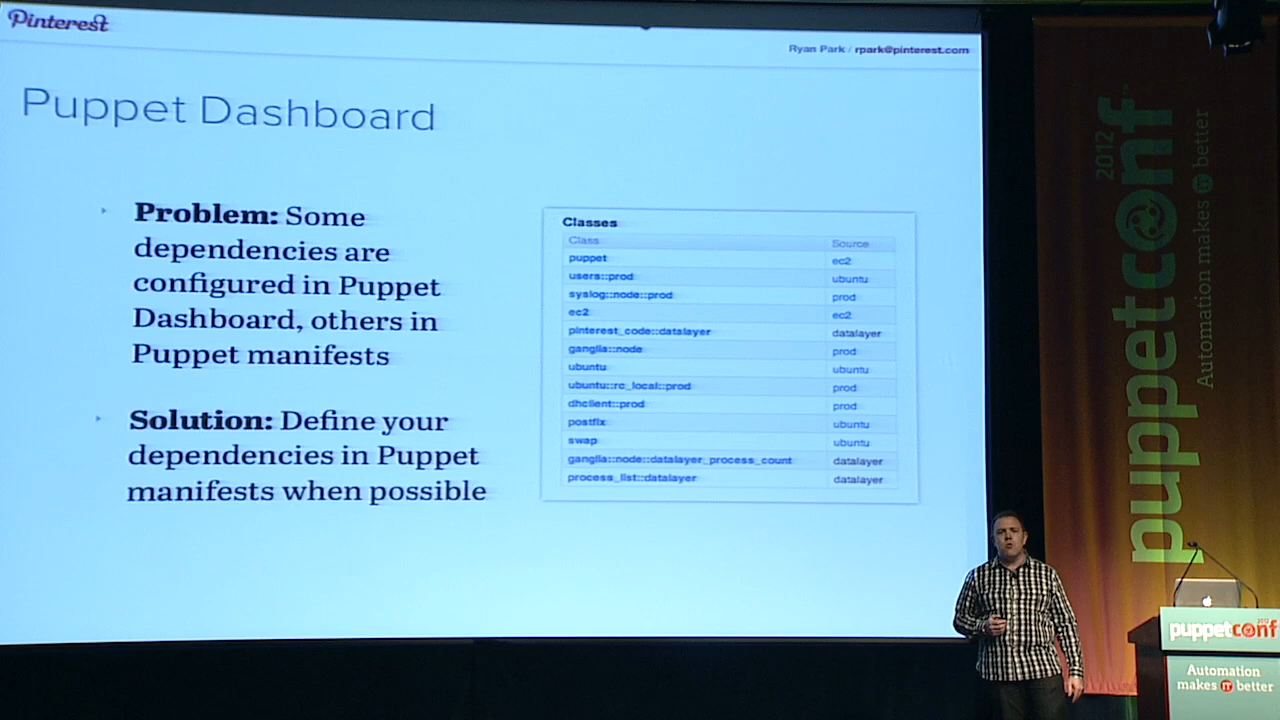 Pinterest
Ryan Park / rpark@pinterest.com
Puppet Dashboard
Problem: Some
dependencies are
configured in Puppet
Dashboard, others in
Puppet manifests
Solution: Define your
dependencies in Puppet
manifests when possible
Classes
Class Source
puppet ec2
users::prod ubuntu
syslog::node::prod prod
ec2 ec2
pinterest_code::datalayer datalayer
ganglia::node prod
ubuntu ubuntu
ubuntu::rc_local::prod prod
dhclient::prod prod
postfix ubuntu
swap ubuntu
ganglia::node::datalayer_process_count datalayer
process_list::datalayer datalayer
puppetconf 2012
Automation makes IT better
puppetconf 2012
Automation
makes IT better